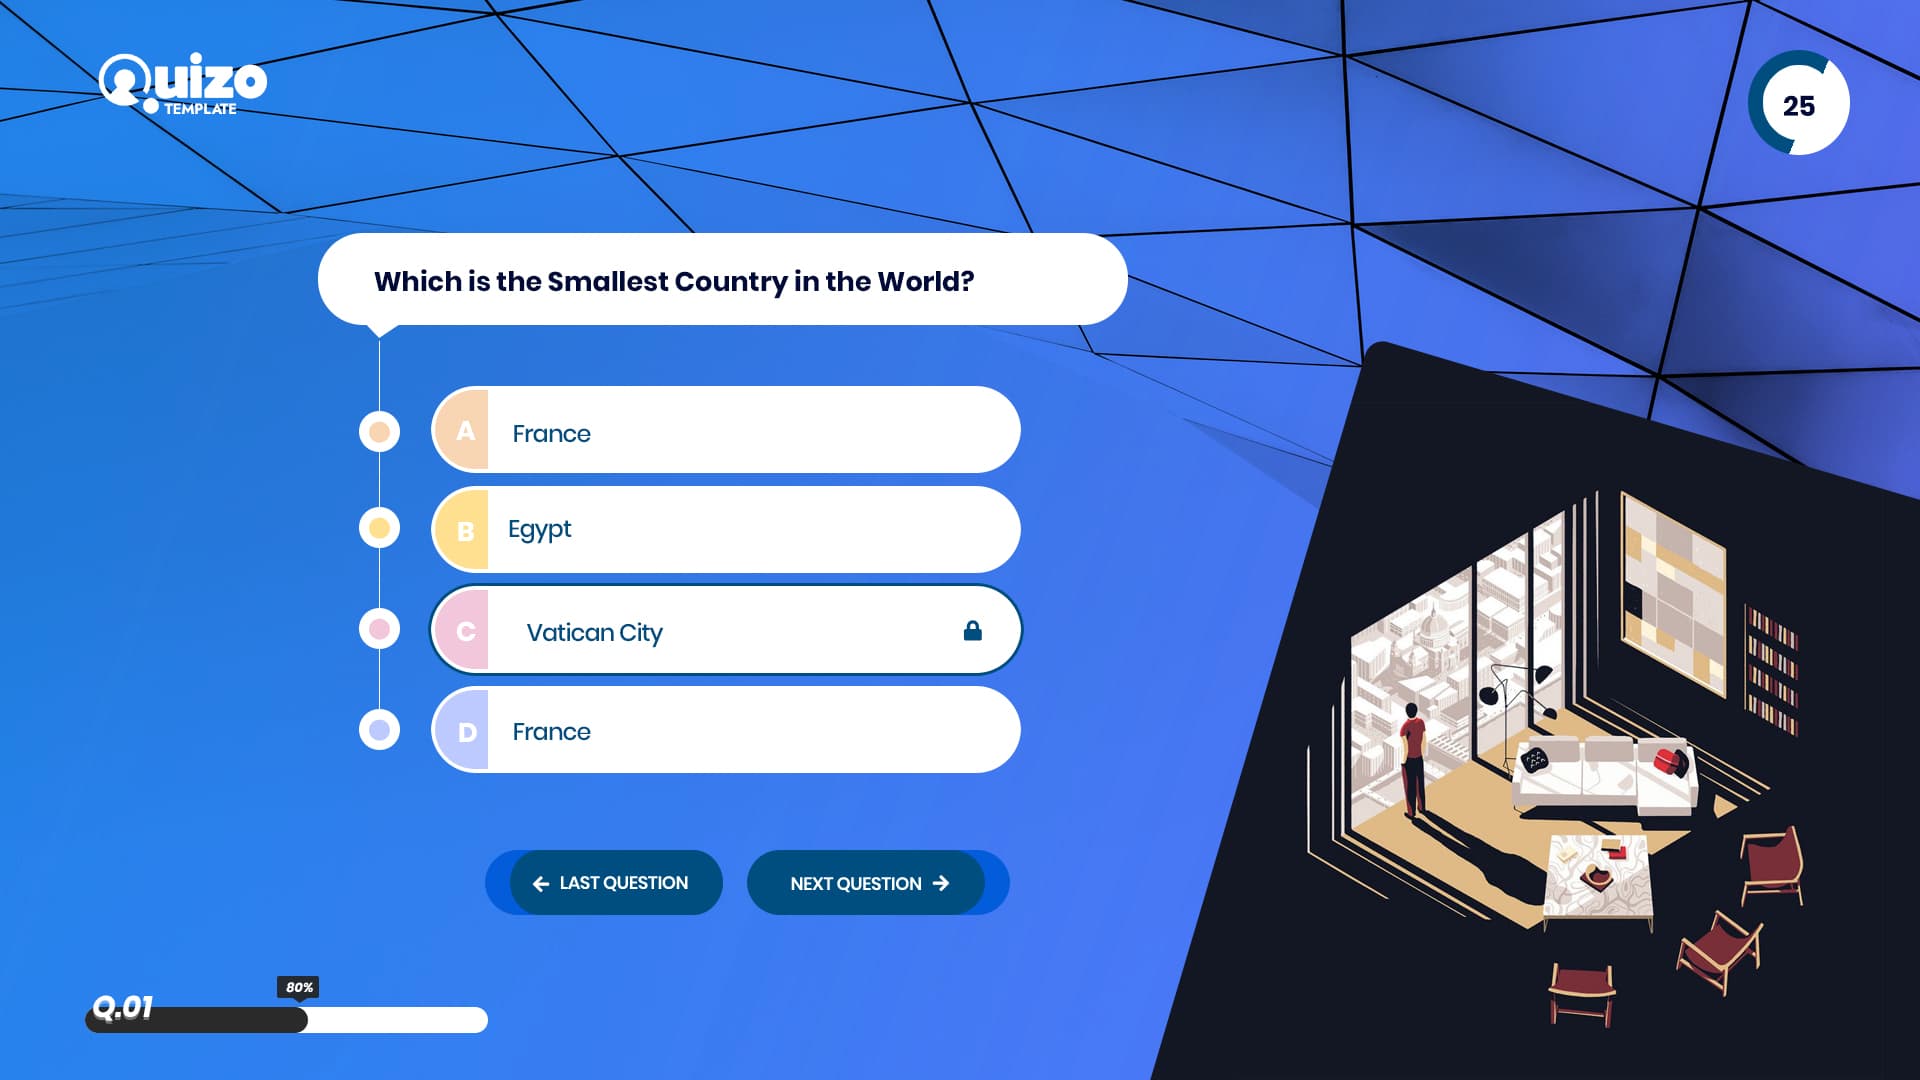 Quizo
TEMPLATE
25
Which is the Smallest Country in the World?
A France
B Egypt
C Vatican City
D France
LAST QUESTION
NEXT QUESTION
80%
Q.01